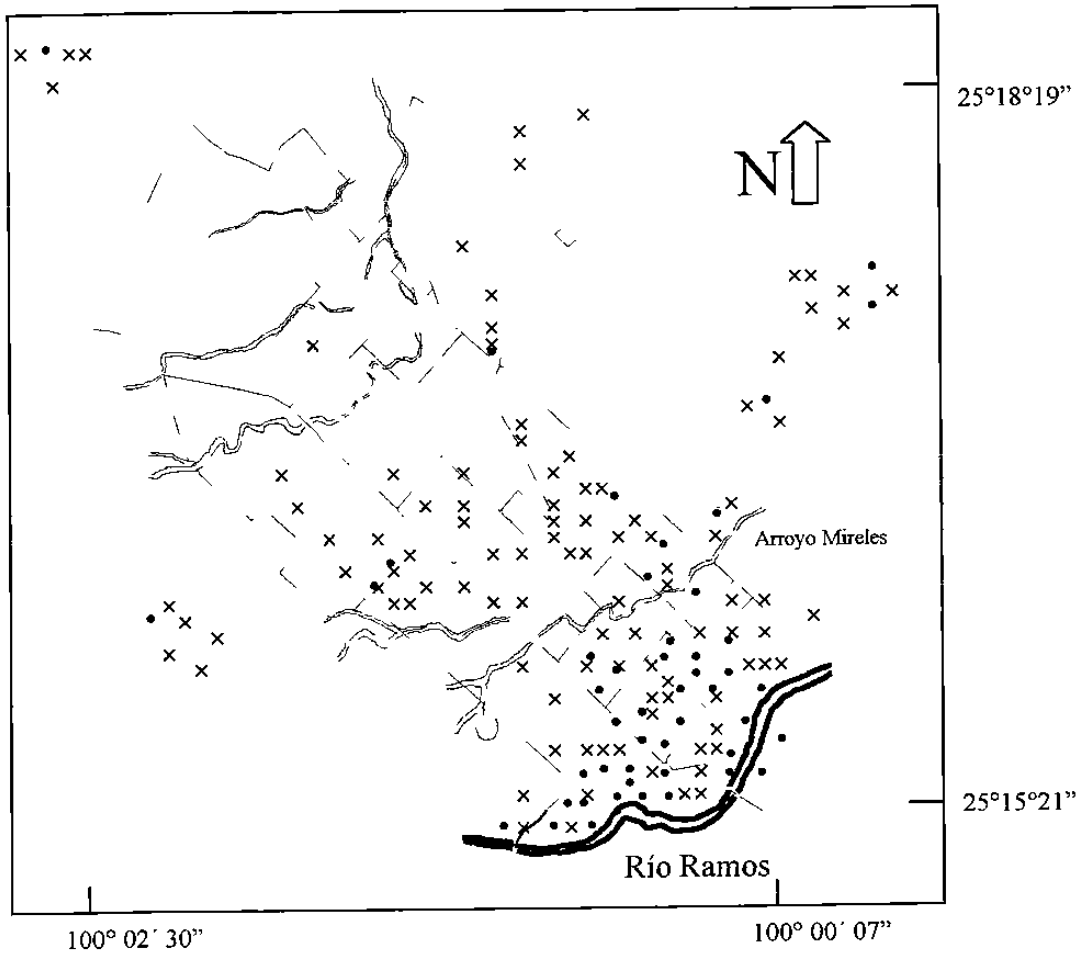 25°18'19"
N
Arroyo Mireles
25°15'21"
Río Ramos
100° 02´ 30”
100° 00´ 07”